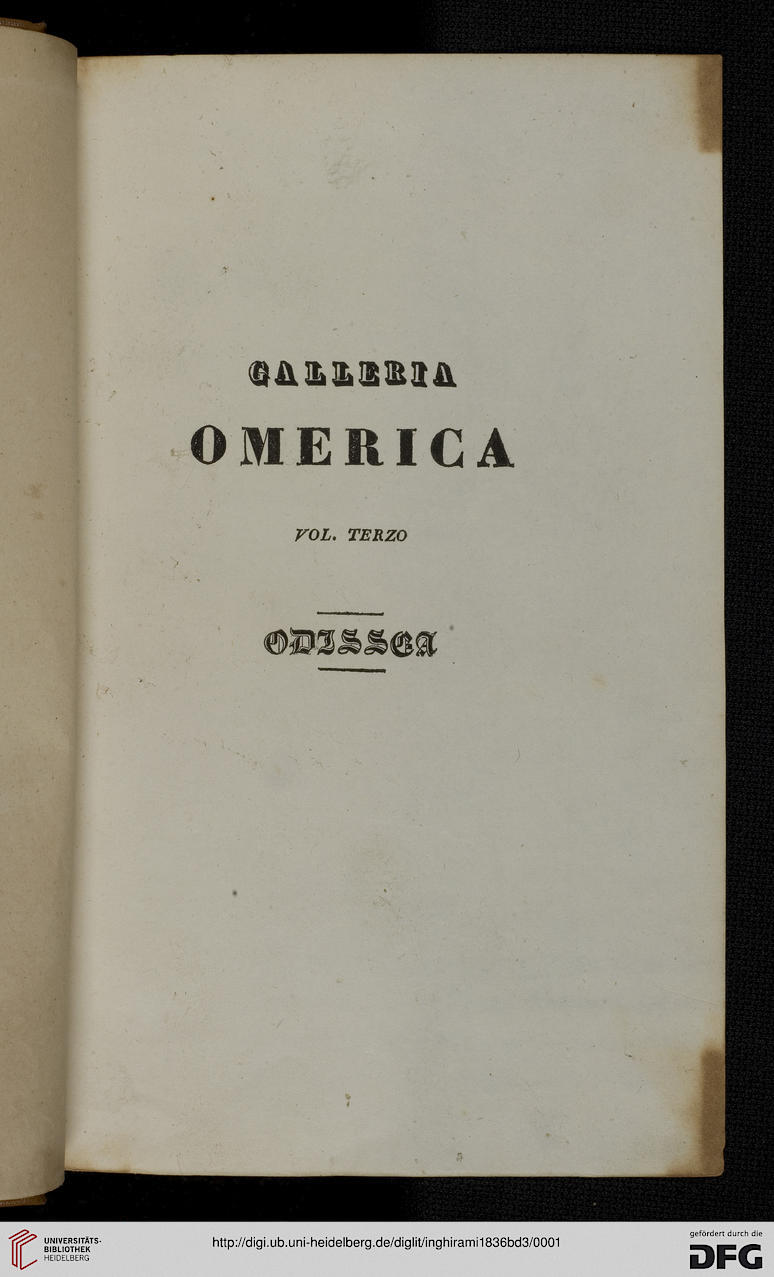 GALLERIA
OMERICA
VOL. TERZO
ODISSEA
UNIVERSITÄTS-
BIBLIOTHEK
HEIDELBERG
http://digi.ub.uni-heidelberg.de/diglit/inghirami1836bd3/0001
gefördert durch die
DFG